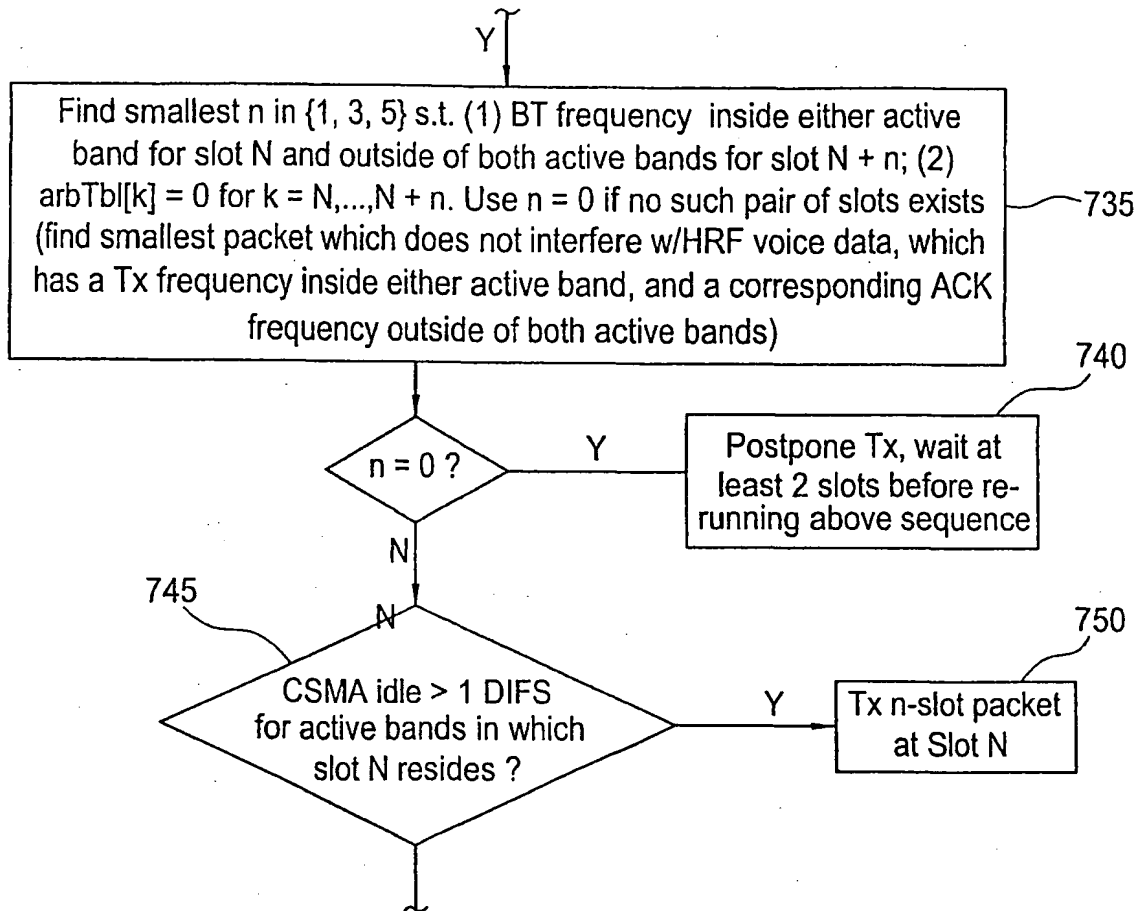 Y
Find smallest n in {1, 3, 5} s.t. (1) BT frequency inside either active
band for slot N and outside of both active bands for slot N + n; (2)
arbTbl[k] = 0 for k = N,...,N + n. Use n = 0 if no such pair of slots exists
(find smallest packet which does not interfere w/HRF voice data, which
has a Tx frequency inside either active band, and a corresponding ACK
frequency outside of both active bands)
735
740
n = 0 ?
Y
Postpone Tx, wait at
least 2 slots before re-
running above sequence
N
745
N
CSMA idle > 1 DIFS
for active bands in which
slot N resides ?
Y
750
Tx n-slot packet
at Slot N